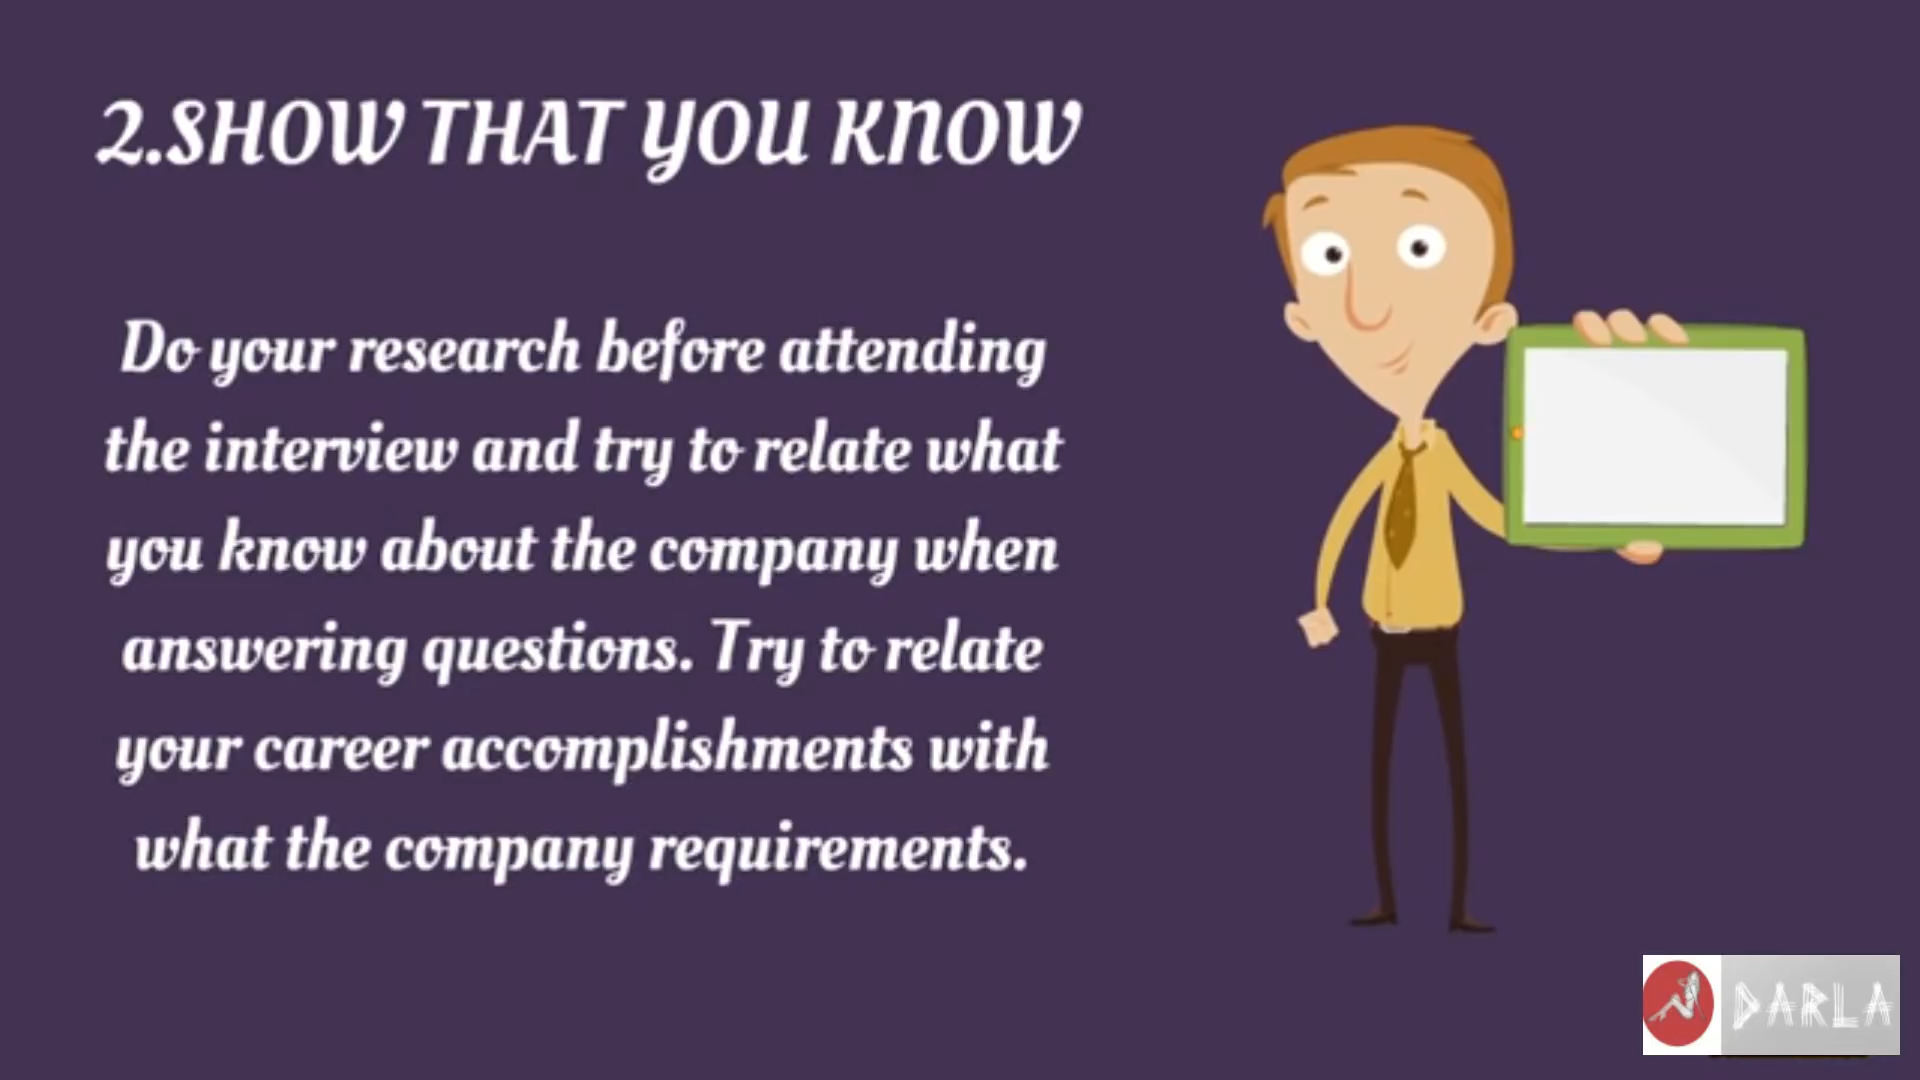 2.SHOW THAT YOU KNOW
Do your research before attending
the interview and try to relate what
you know about the company when
answering questions. Try to relate
your career accomplishments with
what the company requirements.
DARLA